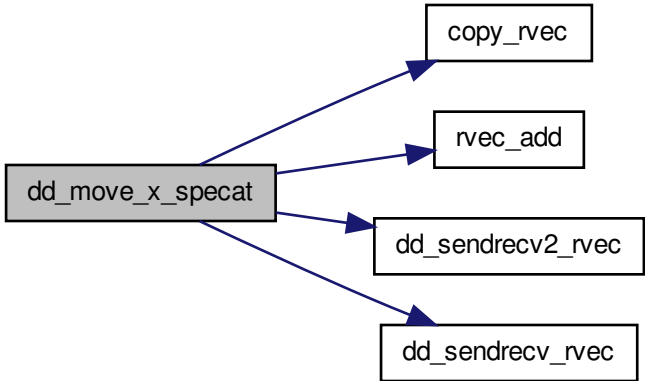 copy_rvec
rvec_add
dd_move_x_specat
dd_sendrecv2_rvec
dd_sendrecv_rvec